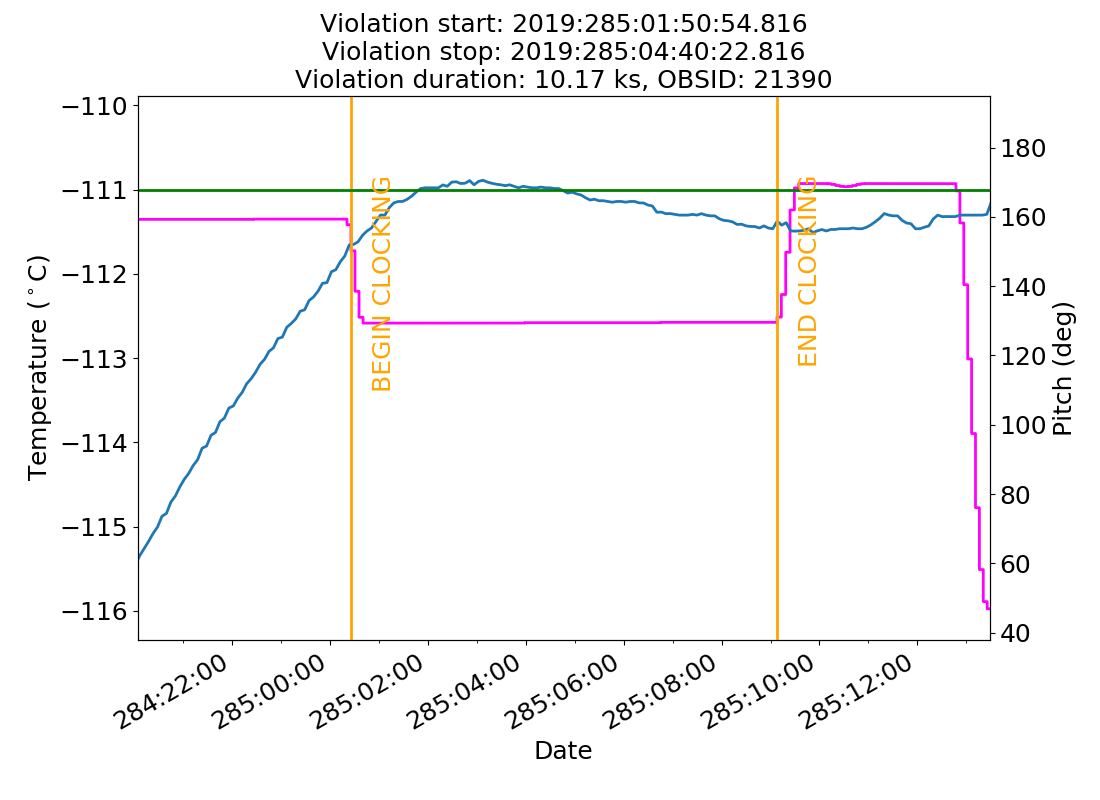 Violation start: 2019:285:01:50:54.816
Violation stop: 2019:285:04:40:22.816
Violation duration: 10.17 ks, OBSID: 21390
−110
−111
−112
−113
−114
−115
−116
Temperature (°C)
BEGIN CLOCKING
END CLOCKING
180
160
140
120
100
80
60
40
Pitch (deg)
284:22:00
285:00:00
285:02:00
285:04:00
285:06:00
285:08:00
285:10:00
285:12:00
Date